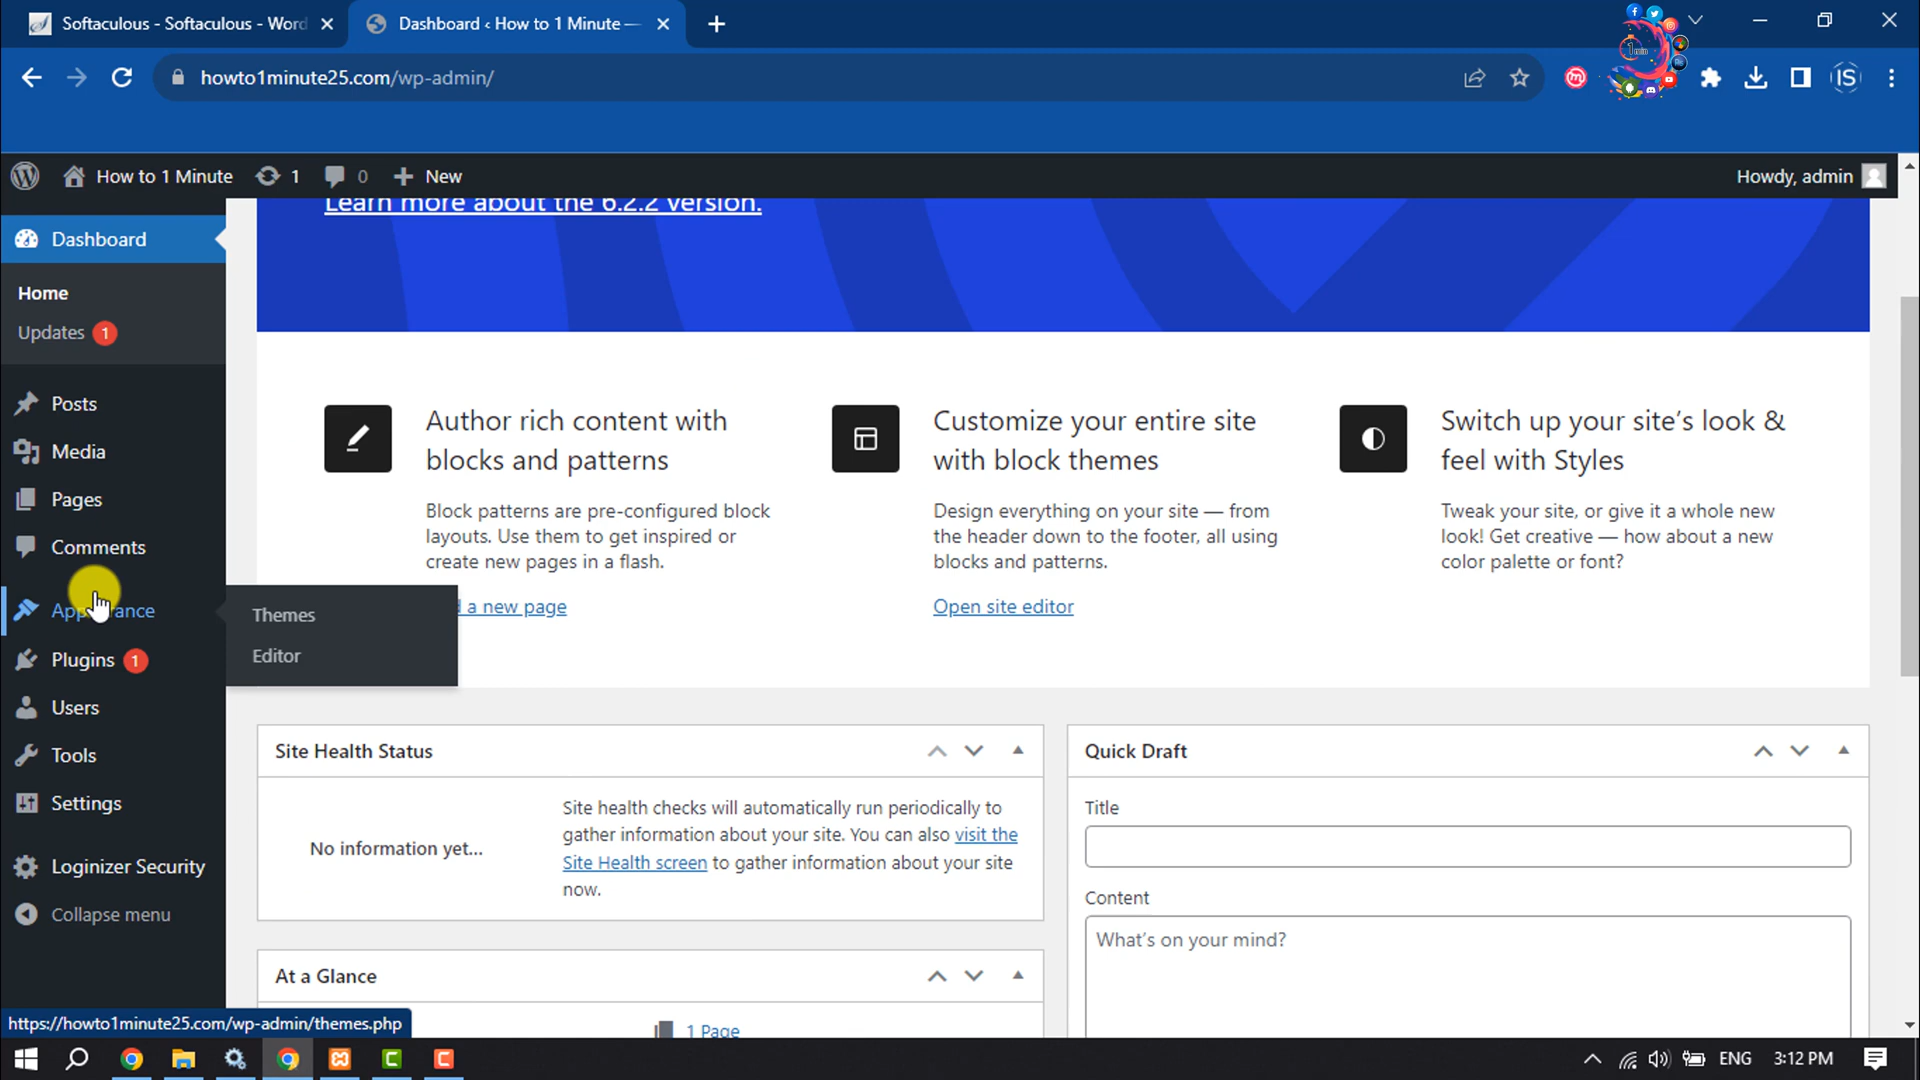 Softaculous - Softaculous - Word
Dashboard ‹ How to 1 Minute —
howto1minute25.com/wp-admin/
1min
IS
How to 1 Minute
1
0
New
Howdy, admin
Learn more about the 6.2.2 version.
Dashboard
Home
Updates 1
Posts
Media
Pages
Comments
Appearance
Plugins 1
Users
Tools
Settings
Loginizer Security
Collapse menu
Themes
Editor
Author rich content with
blocks and patterns
Block patterns are pre-configured block
layouts. Use them to get inspired or
create new pages in a flash.
a new page
Customize your entire site
with block themes
Design everything on your site — from
the header down to the footer, all using
blocks and patterns.
Open site editor
Switch up your site’s look &
feel with Styles
Tweak your site, or give it a whole new
look! Get creative — how about a new
color palette or font?
Site Health Status
No information yet...
Site health checks will automatically run periodically to
gather information about your site. You can also visit the
Site Health screen to gather information about your site
now.
At a Glance
1 Page
Quick Draft
Title
Content
What’s on your mind?
https://howto1minute25.com/wp-admin/themes.php
ENG
3:12 PM